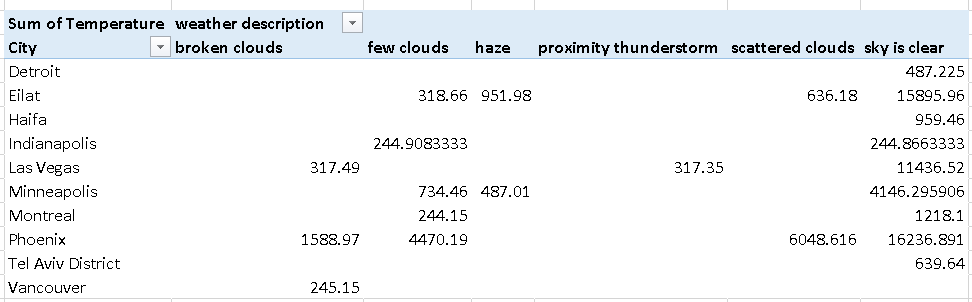 Sum of Temperature weather description
City broken clouds few clouds haze proximity thunderstorm scattered clouds sky is clear
Detroit 487.225
Eilat 318.66 951.98 636.18 15895.96
Haifa 959.46
Indianapolis 244.9083333 244.8663333
Las Vegas 317.49 317.35 11436.52
Minneapolis 734.46 487.01 4146.295906
Montreal 244.15 1218.1
Phoenix 1588.97 4470.19 6048.616 16236.891
Tel Aviv District 639.64
Vancouver 245.15